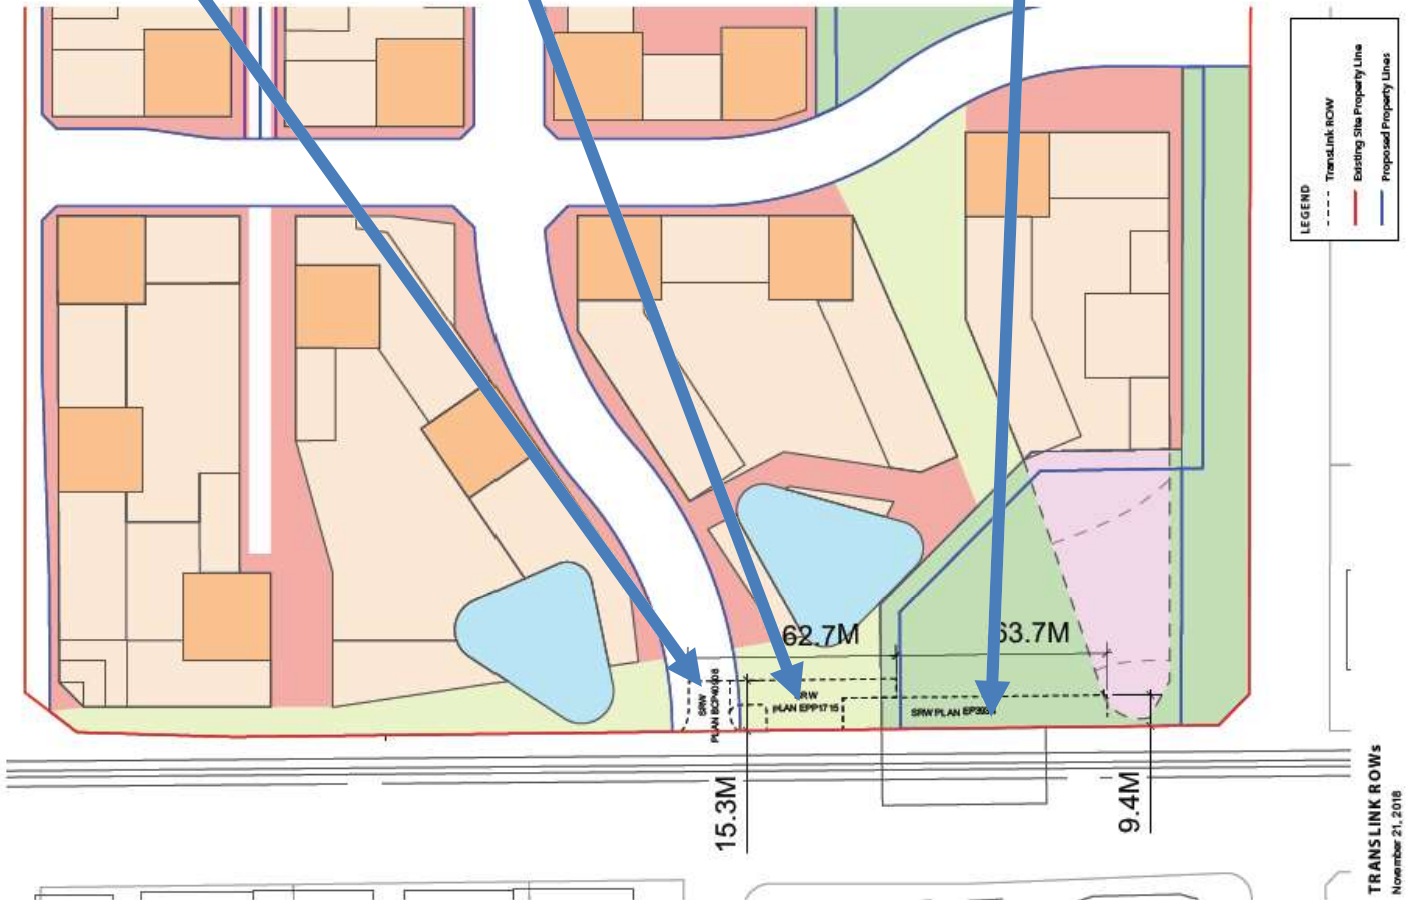 LEGEND
TransLink ROW
Existing Site Property Line
Proposed Property Lines
62.7M
63.7M
SRW
PLAN
SRW
PLAN EPP1715
SRW PLAN
15.3M
9.4M
TRANSLINK ROWs
November 21, 2018